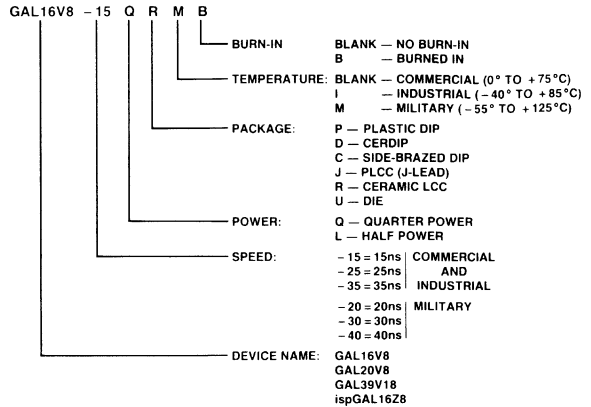 GAL16V8 -15 Q R M B
BURN-IN BLANK — NO BURN-IN
B — BURNED IN
TEMPERATURE: BLANK — COMMERCIAL (0° TO +75°C)
I — INDUSTRIAL (-40° TO +85°C)
M — MILITARY (-55° TO +125°C)
PACKAGE: P — PLASTIC DIP
D — CERDIP
C — SIDE-BRAZED DIP
J — PLCC (J-LEAD)
R — CERAMIC LCC
U — DIE
POWER: Q — QUARTER POWER
L — HALF POWER
SPEED: -15 = 15ns COMMERCIAL
-25 = 25ns AND
-35 = 35ns INDUSTRIAL
-20 = 20ns MILITARY
-30 = 30ns
-40 = 40ns
DEVICE NAME: GAL16V8
GAL20V8
GAL39V18
ispGAL16Z8